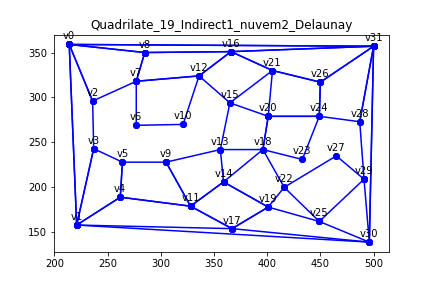 Quadrilate_19_Indirect1_nuvem2_Delaunay
v0
v31
v8
v16
350
v7
v12
v21
v26
300
v2
v15
v6
v10
v20
v24
v28
250
v3
v5
v9
v13
v18
v23
v27
200
v4
v11
v14
v22
v19
v29
150
v1
v17
v25
v30
200
250
300
350
400
450
500